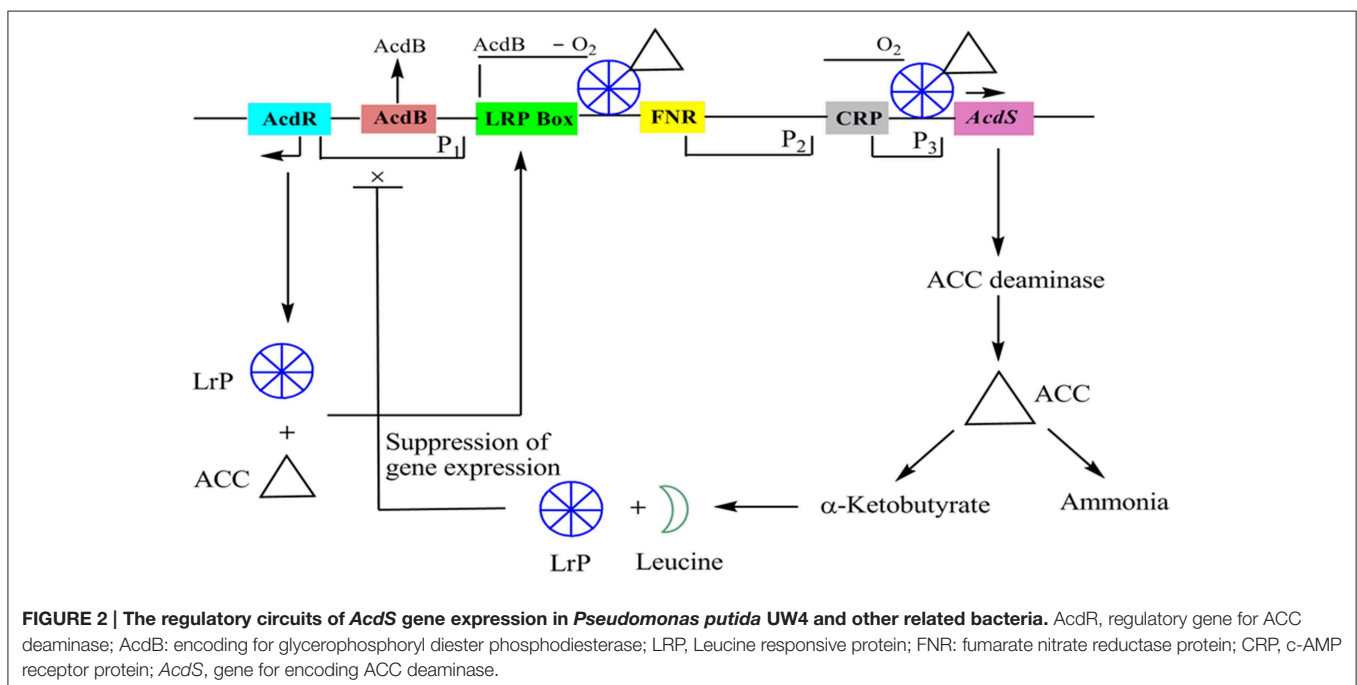 AcdB
AcdB – O2
O2
AcdR
AcdB
LRP Box
FNR
CRP
AcdS
P1
P2
P3
×
ACC deaminase
LrP
+
ACC
Suppression of
gene expression
ACC
LrP
+
Leucine
α-Ketobutyrate
Ammonia
FIGURE 2 | The regulatory circuits of AcdS gene expression in Pseudomonas putida UW4 and other related bacteria. AcdR, regulatory gene for ACC
deaminase; AcdB: encoding for glycerophosphoryl diester phosphodiesterase; LRP, Leucine responsive protein; FNR: fumarate nitrate reductase protein; CRP, c-AMP
receptor protein; AcdS, gene for encoding ACC deaminase.